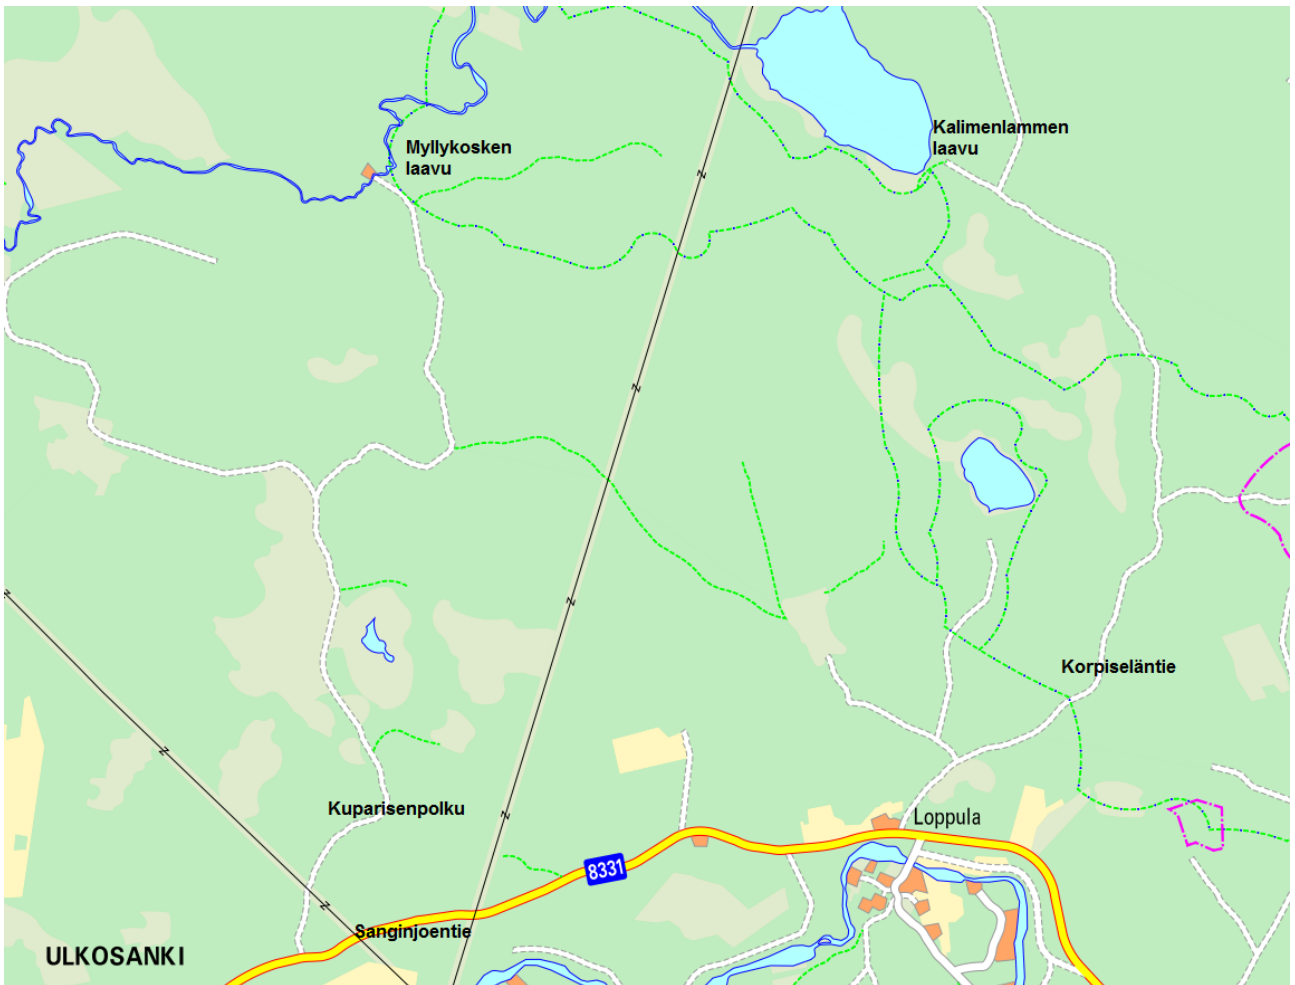 Kalimenlammen
laavu
Myllykosken
laavu
Korpiseläntie
Kuparisenpolku
Loppula
8331
Sanginjoentie
ULKOSANKI